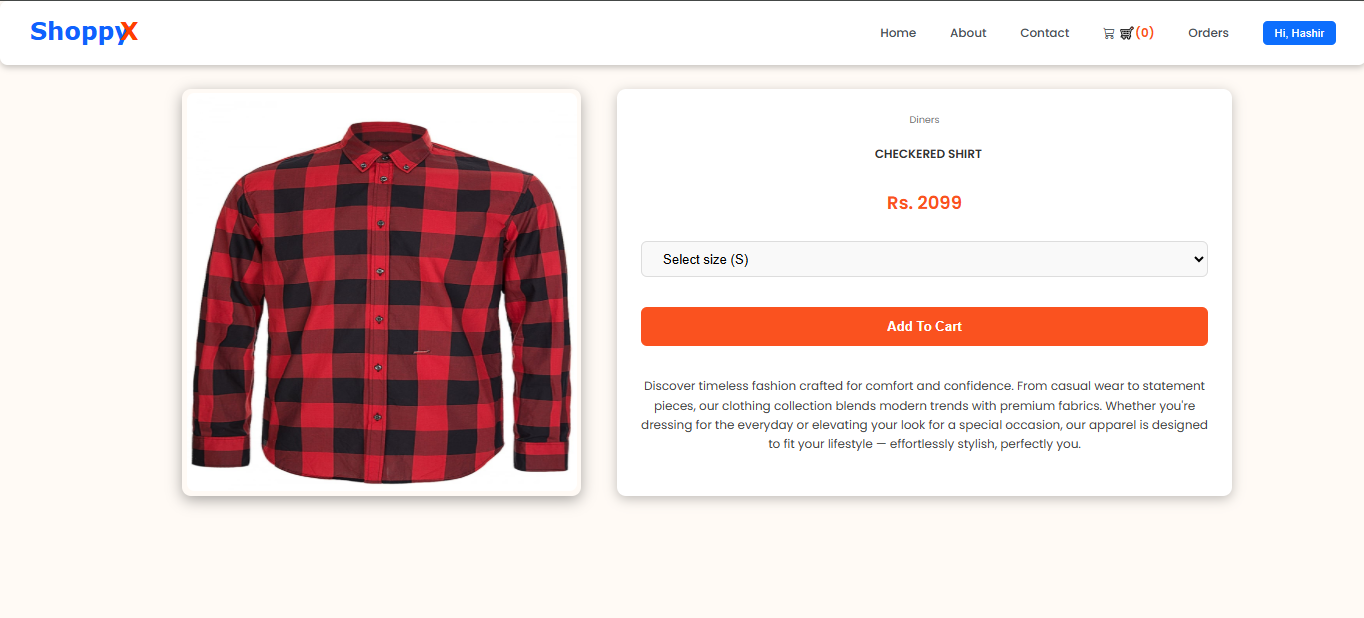 ShoppyX
Home About Contact (0) Orders Hi, Hashir
Diners
CHECKERED SHIRT
Rs. 2099
Select size (S)
Add To Cart
Discover timeless fashion crafted for comfort and confidence. From casual wear to statement
pieces, our clothing collection blends modern trends with premium fabrics. Whether you're
dressing for the everyday or elevating your look for a special occasion, our apparel is designed
to fit your lifestyle — effortlessly stylish, perfectly you.